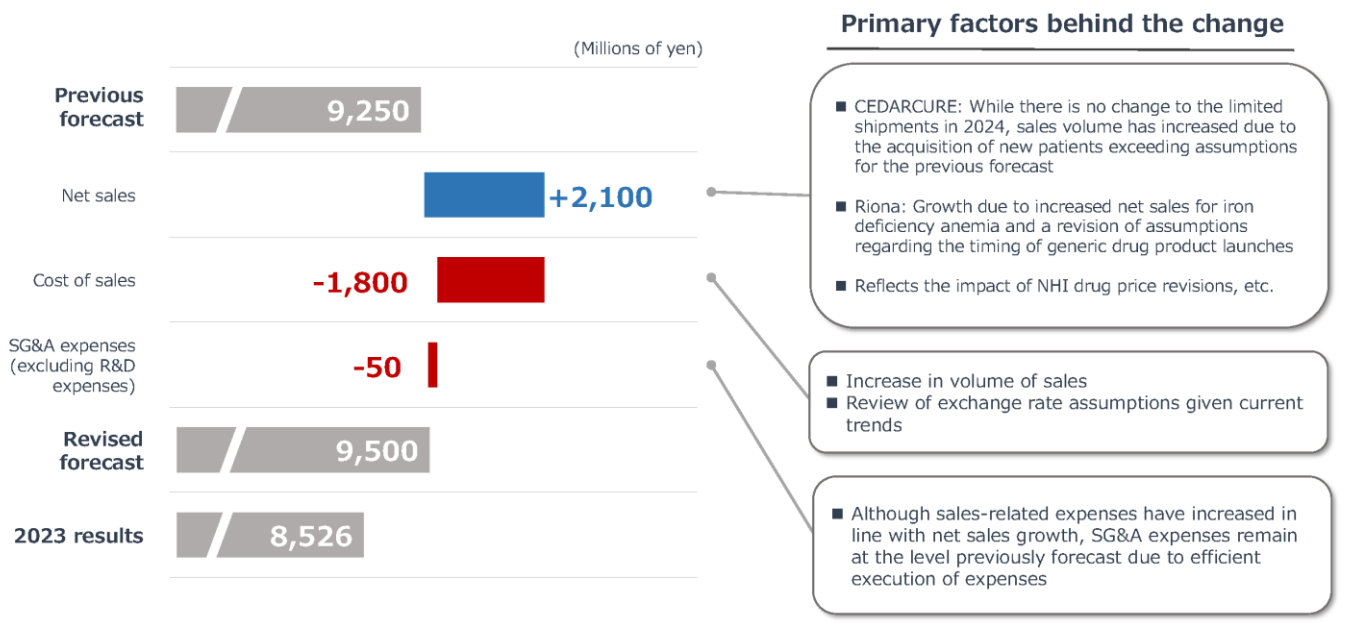 Primary factors behind the change
(Millions of yen)
Previous
forecast
9,250
Net sales
+2,100
Cost of sales
-1,800
SG&A expenses
(excluding R&D
expenses)
-50
Revised
forecast
9,500
2023 results
8,526
■ CEDARCURE: While there is no change to the limited
shipments in 2024, sales volume has increased due to
the acquisition of new patients exceeding assumptions
for the previous forecast
■ Riona: Growth due to increased net sales for iron
deficiency anemia and a revision of assumptions
regarding the timing of generic drug product launches
■ Reflects the impact of NHI drug price revisions, etc.
■ Increase in volume of sales
■ Review of exchange rate assumptions given current
trends
■ Although sales-related expenses have increased in
line with net sales growth, SG&A expenses remain
at the level previously forecast due to efficient
execution of expenses